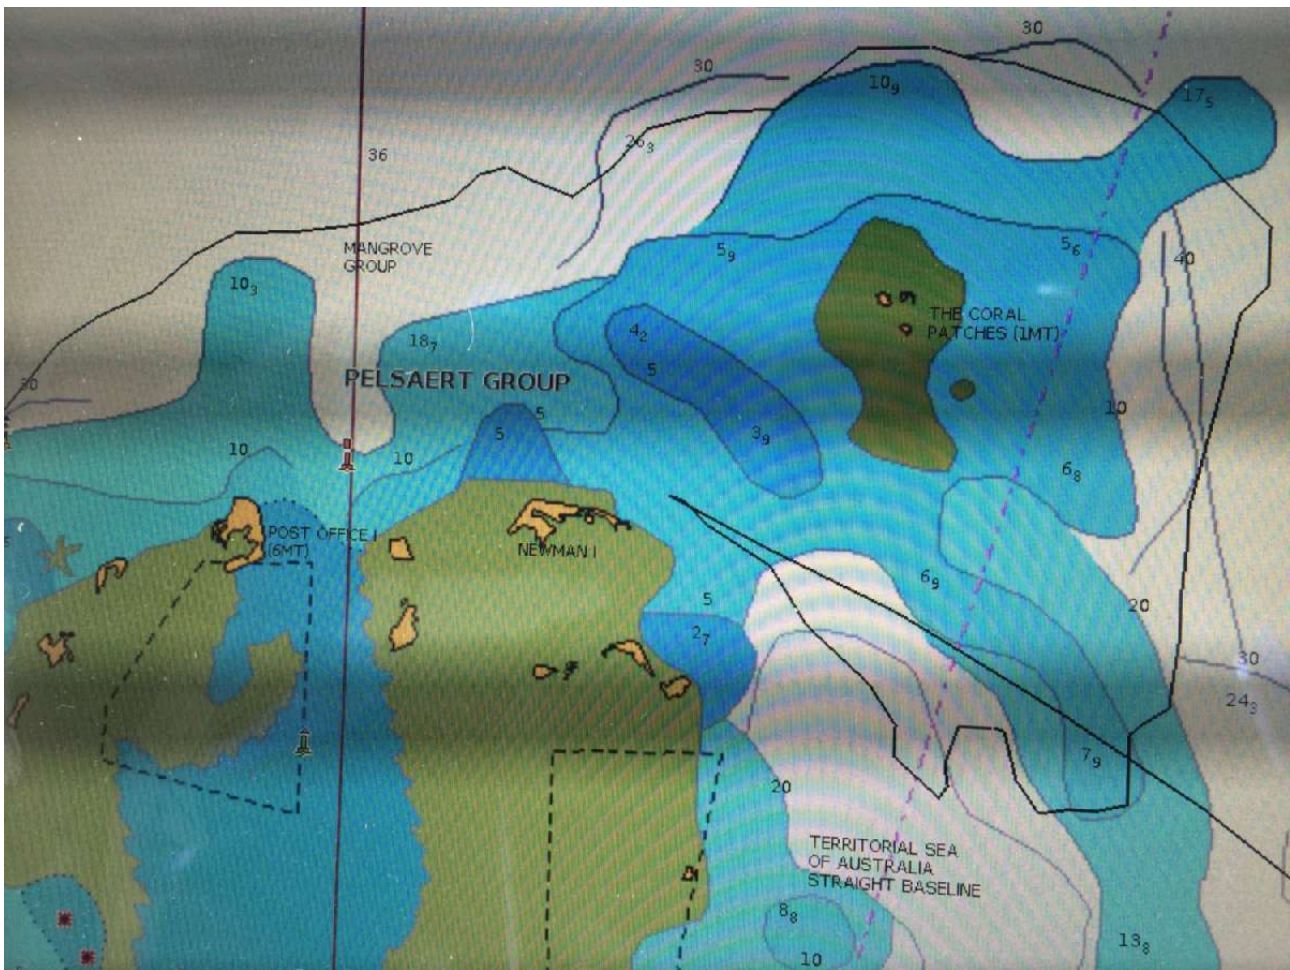 30
30
10₉
17₅
26₃
36
MANGROVE
GROUP
5₉
5₆
40
10₃
THE CORAL
PATCHES (1MT)
4₂
18₇
5
PELSAERT GROUP
30
10
5
5
3₉
10
10
6₈
POST OFFICE I
(6MT)
NEWMAN I
6₉
5
20
2₇
30
24₃
7₉
20
TERRITORIAL SEA
OF AUSTRALIA
STRAIGHT BASELINE
8₈
13₈
10